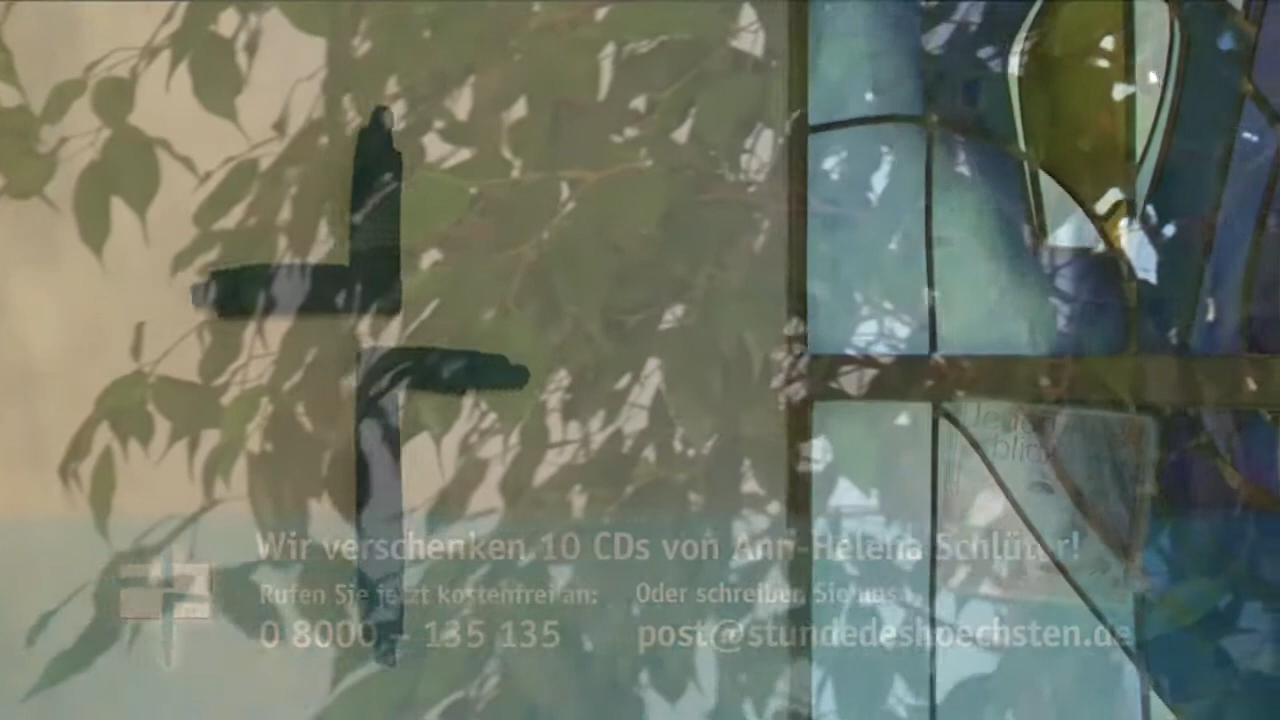 Wir verschenken 10 CDs von Ann-Helena Schlüter!
Rufen Sie jetzt kostenfrei an:
Oder schreiben Sie uns:
0 8000 – 135 135
post@stundedeshoechsten.de